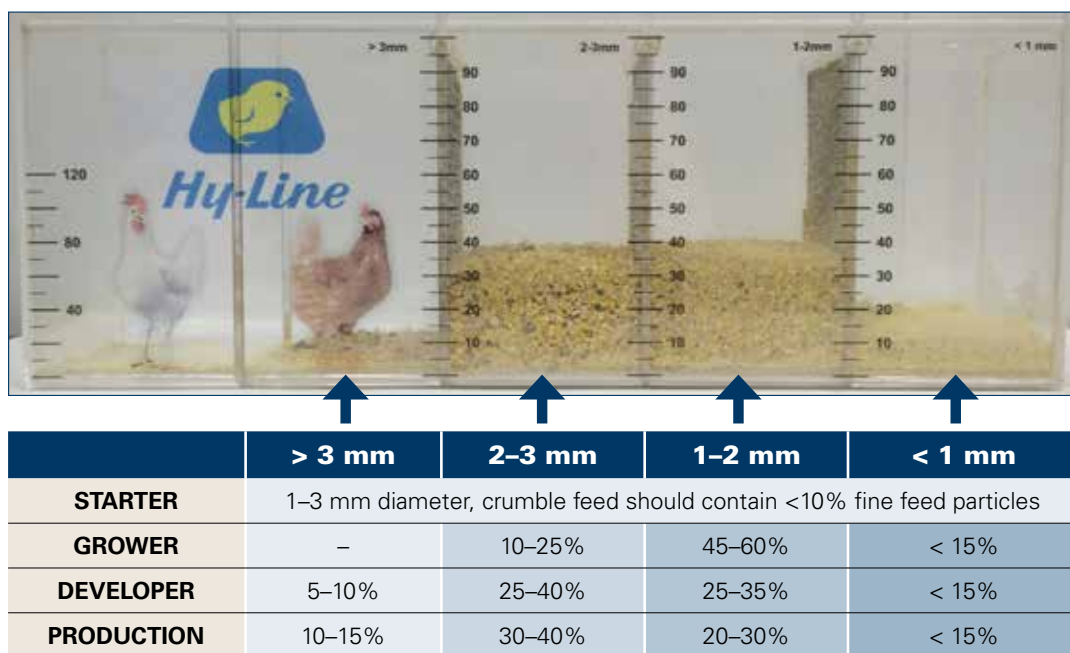 > 3mm 2-3mm 1-2mm < 1 mm
90 90 90
80 80 80
70 70 70
120 60 60 60
Hy-Line
50 50 50
80 40 40 40
30 30 30
40 20 20 20
10 10 10
> 3 mm 2–3 mm 1–2 mm < 1 mm
STARTER 1–3 mm diameter, crumble feed should contain <10% fine feed particles
GROWER – 10–25% 45–60% < 15%
DEVELOPER 5–10% 25–40% 25–35% < 15%
PRODUCTION 10–15% 30–40% 20–30% < 15%